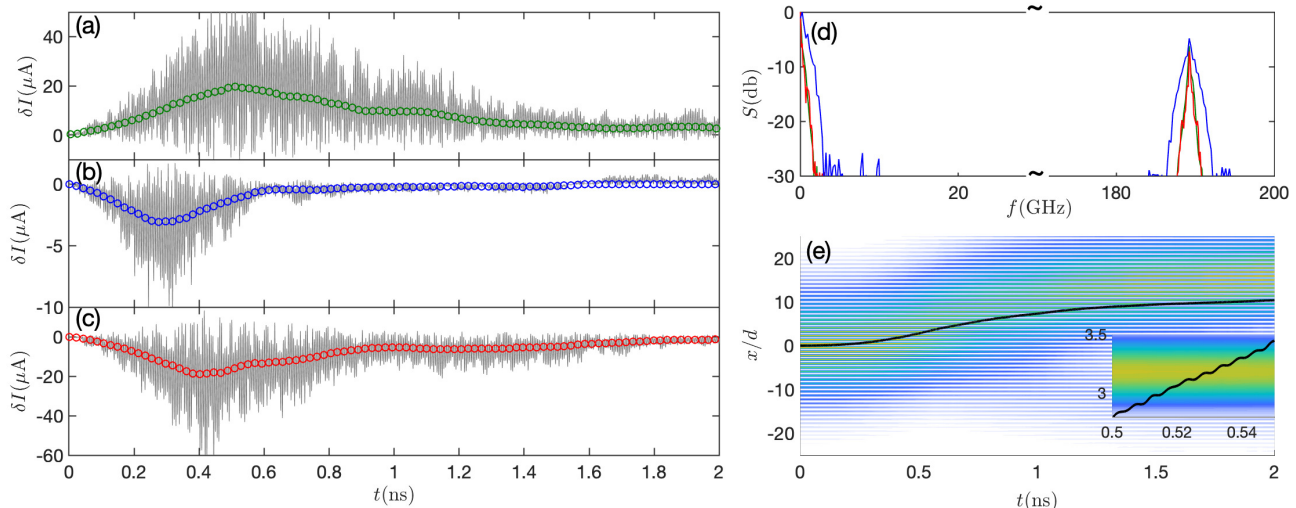 (a)
40
20
0
δI(μA)
(b)
0
-5
-10
δI(μA)
(c)
0
-20
-40
-60
δI(μA)
0 0.2 0.4 0.6 0.8 1 1.2 1.4 1.6 1.8 2
t(ns)
~
(d)
0
-10
-20
-30
S(db)
0 20 180 200
~
f(GHz)
(e)
20
10
0
-10
-20
x/d
3.5
3
0.5 0.52 0.54
0 0.5 1 1.5 2
t(ns)